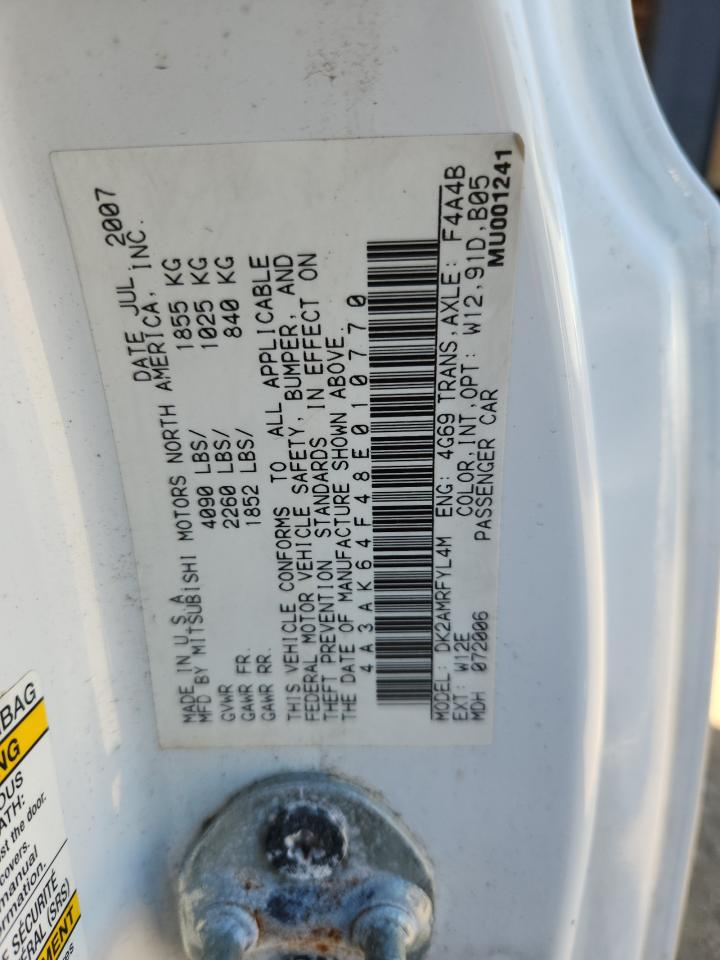 MADE IN U.S.A. DATE JUL, 2007
MFD BY MITSUBISHI MOTORS NORTH AMERICA, INC.
GVWR 4090 LBS/ 1855 KG
GAWR FR. 2260 LBS/ 1025 KG
GAWR RR. 1852 LBS/ 840 KG
THIS VEHICLE CONFORMS TO ALL APPLICABLE
FEDERAL MOTOR VEHICLE SAFETY, BUMPER, AND
THEFT PREVENTION STANDARDS IN EFFECT ON
THE DATE OF MANUFACTURE SHOWN ABOVE.
4A3AK64F48E010770
MODEL: DK2AMRFYL4M ENG: 4G69 TRANS,AXLE: F4A4B
EXT: W12E COLOR,INT,OPT: W12,91D,B05
MDH 072006 PASSENGER CAR MU001241
BAG
NG
OUS
ATH:
st the door.
covers.
manual
formation.
E SÉCURITÉ
ÉRAL (SRS)
EMENT